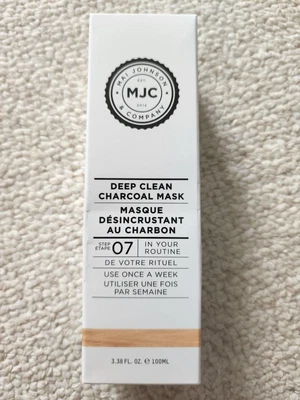 MAI JOHNSON
EST.
MJC
2014
& COMPANY
DEEP CLEAN
CHARCOAL MASK
MASQUE
DÉSINCRUSTANT
AU CHARBON
STEP
ÉTAPE
07
IN YOUR
ROUTINE
DE VOTRE RITUEL
USE ONCE A WEEK
UTILISER UNE FOIS
PAR SEMAINE
3.38 FL. OZ. ℮ 100ML